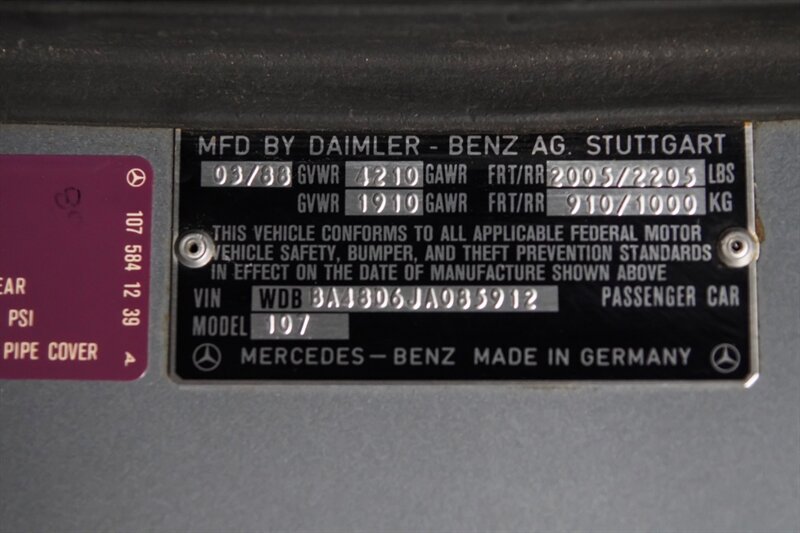 MFD BY DAIMLER - BENZ AG. STUTTGART
03/88 GVWR 4210 GAWR FRT/RR 2005/2205 LBS
GVWR 1910 GAWR FRT/RR 910/1000 KG
THIS VEHICLE CONFORMS TO ALL APPLICABLE FEDERAL MOTOR
VEHICLE SAFETY, BUMPER, AND THEFT PREVENTION STANDARDS
IN EFFECT ON THE DATE OF MANUFACTURE SHOWN ABOVE
VIN WDB BA48D6JA085912 PASSENGER CAR
MODEL 107
MERCEDES-BENZ MADE IN GERMANY
107 584 12 39 A
EAR
PSI
PIPE COVER